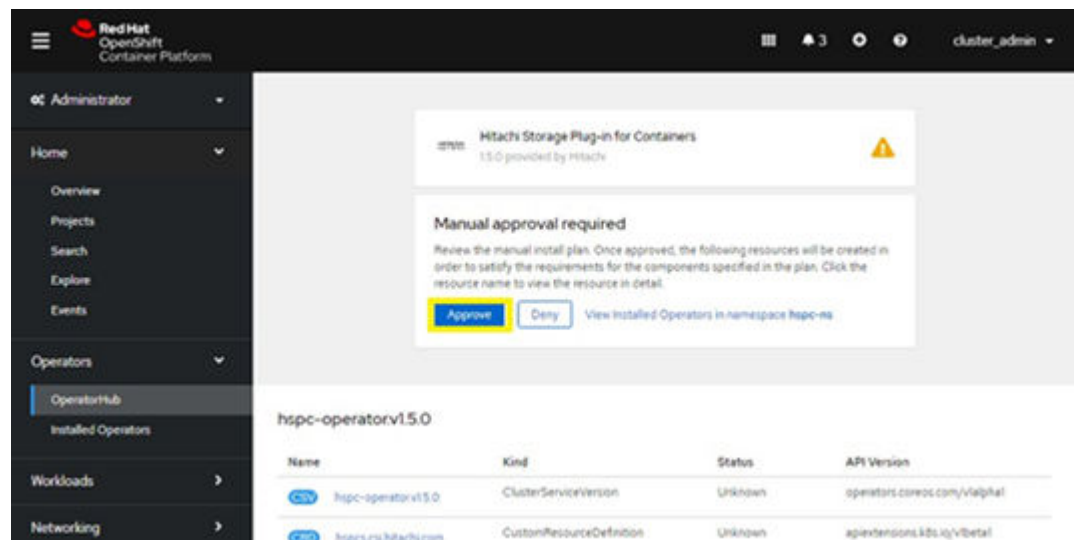 Red Hat
OpenShift
Container Platform
3
cluster_admin
Administrator
Home
Overview
Projects
Search
Explore
Events
Operators
OperatorHub
Installed Operators
Workloads
Networking
Hitachi Storage Plug-in for Containers
1.5.0 provided by Hitachi
Manual approval required
Review the manual install plan. Once approved, the following resources will be created in
order to satisfy the requirements for the components specified in the plan. Click the
resource name to view the resource in detail.
Approve Deny View Installed Operators in namespace hspc-ns
hspc-operator.v1.5.0
Name Kind Status API Version
CSV hspc-operator.v1.5.0 ClusterServiceVersion Unknown operators.coreos.com/v1alpha1
CRD hspcs.csi.hitachi.com CustomResourceDefinition Unknown apiextensions.k8s.io/v1beta1